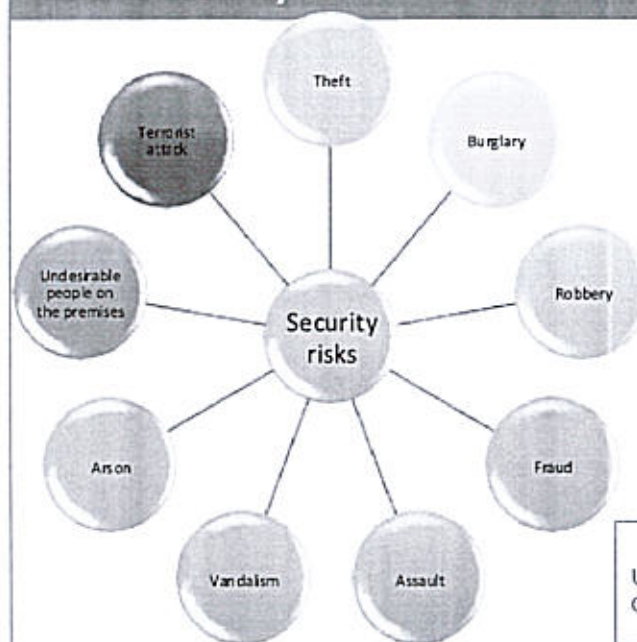 Theft
Terrorist
attack
Burglary
Undesirable
people on
the premises
Robbery
Security
risks
Arson
Fraud
Vandalism
Assault